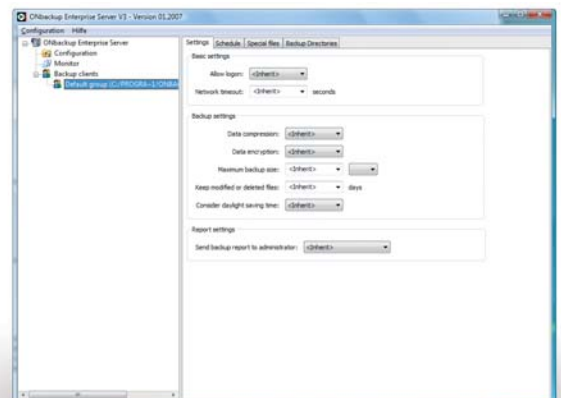 ONbackup Enterprise Server V3 - Version 01.2007
Configuration Hilfe
ONbackup Enterprise Server
Configuration
Monitor
Backup clients
Default group (C:/PROGRA~1/ONBA
Settings Schedule Special files Backup Directories
Basic settings
Allow logon: <Inherit>
Network timeout: <Inherit> seconds
Backup settings
Data compression: <Inherit>
Data encryption: <Inherit>
Maximum backup size: <Inherit>
Keep modified or deleted files: <Inherit> days
Consider daylight saving time: <Inherit>
Report settings
Send backup report to administrator: <Inherit>